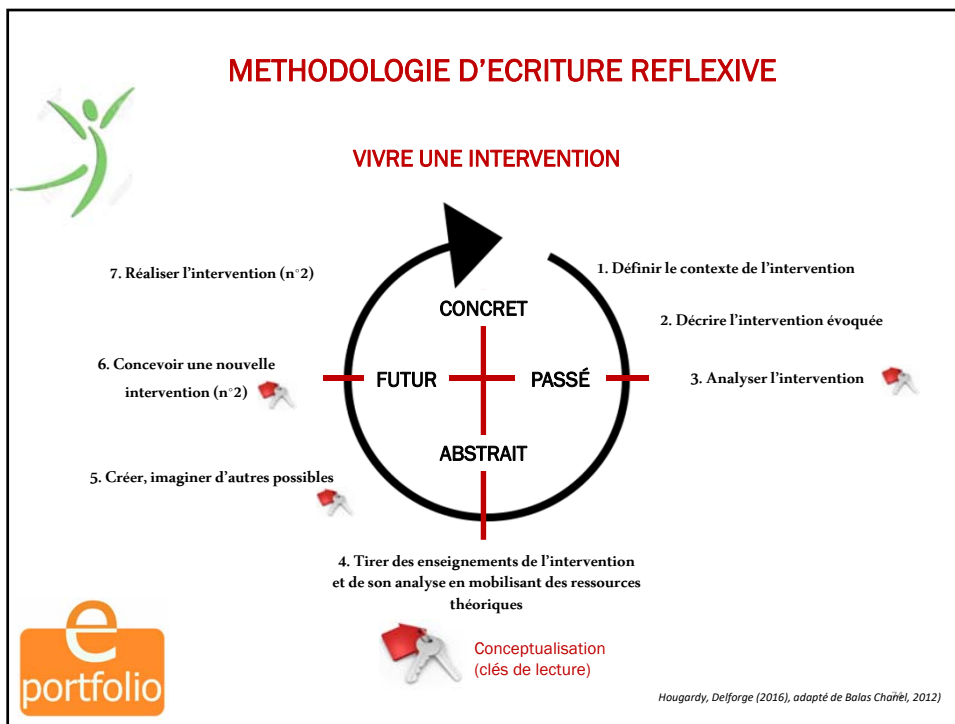 METHODOLOGIE D'ECRITURE REFLEXIVE
VIVRE UNE INTERVENTION
1. Définir le contexte de l'intervention
2. Décrire l'intervention évoquée
3. Analyser l'intervention
4. Tirer des enseignements de l'intervention
et de son analyse en mobilisant des ressources
théoriques
5. Créer, imaginer d'autres possibles
6. Concevoir une nouvelle
intervention (n°2)
7. Réaliser l'intervention (n°2)
CONCRET
FUTUR
PASSÉ
ABSTRAIT
Conceptualisation
(clés de lecture)
e
portfolio
Hougardy, Delforge (2016), adapté de Balas Chanel, 2012)